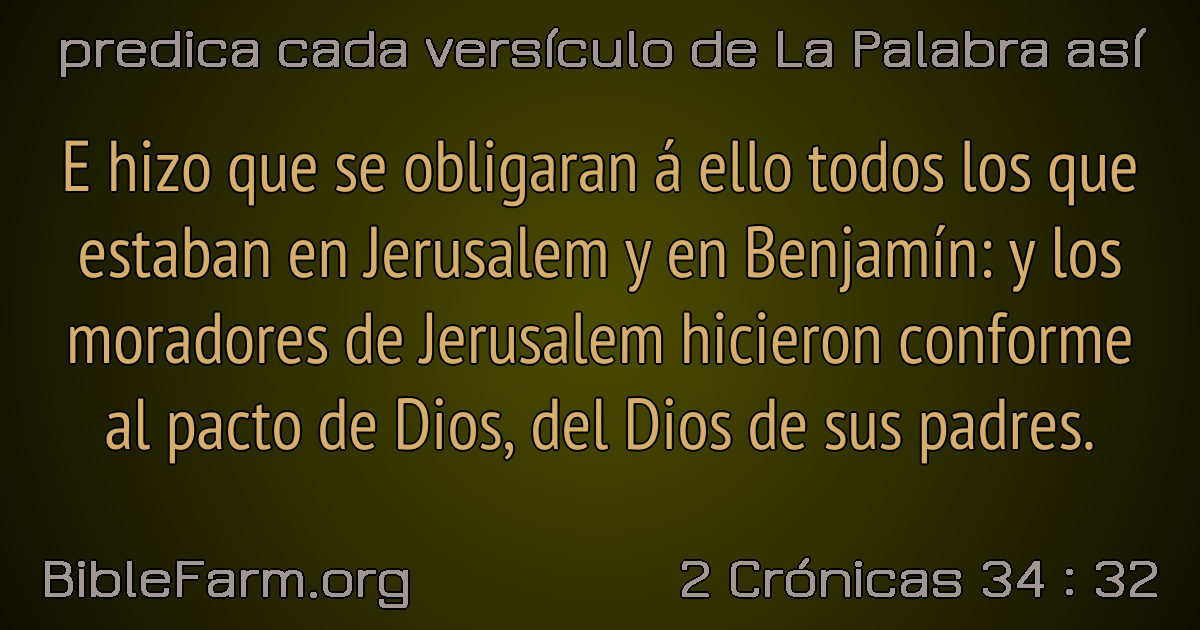 predica cada versículo de La Palabra así
E hizo que se obligaran á ello todos los que
estaban en Jerusalem y en Benjamín: y los
moradores de Jerusalem hicieron conforme
al pacto de Dios, del Dios de sus padres.
BibleFarm.org
2 Crónicas 34 : 32